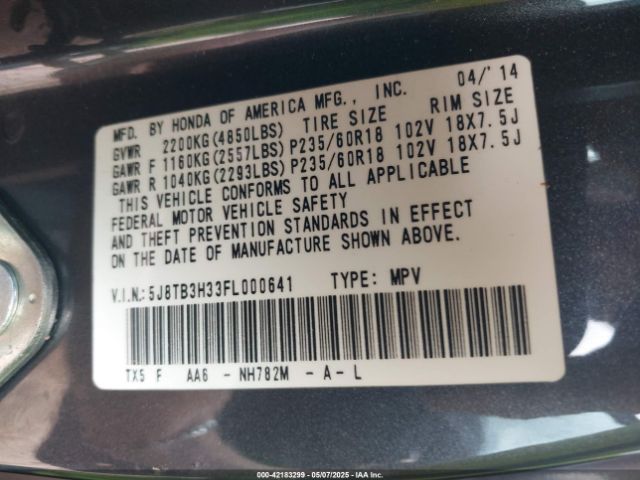 MFD. BY HONDA OF AMERICA MFG., INC. 04/'14
GVWR 2200KG(4850LBS) TIRE SIZE RIM SIZE
GAWR F 1160KG(2557LBS) P235/60R18 102V 18X7.5J
GAWR R 1040KG(2293LBS) P235/60R18 102V 18X7.5J
THIS VEHICLE CONFORMS TO ALL APPLICABLE
FEDERAL MOTOR VEHICLE SAFETY
AND THEFT PREVENTION STANDARDS IN EFFECT
ON THE DATE OF MANUFACTURE SHOWN ABOVE.
V.I.N.:5J8TB3H33FL000641 TYPE: MPV
TX5 F AA6 - NH782M - A - L
000-42183299 - 05/07/2025 - IAA Inc.